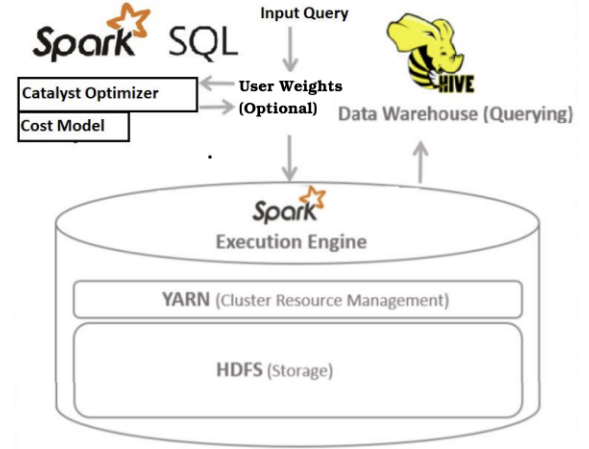 Input Query
Spark SQL
HIVE
Catalyst Optimizer
User Weights
(Optional)
Cost Model
Data Warehouse (Querying)
Spark
Execution Engine
YARN (Cluster Resource Management)
HDFS (Storage)